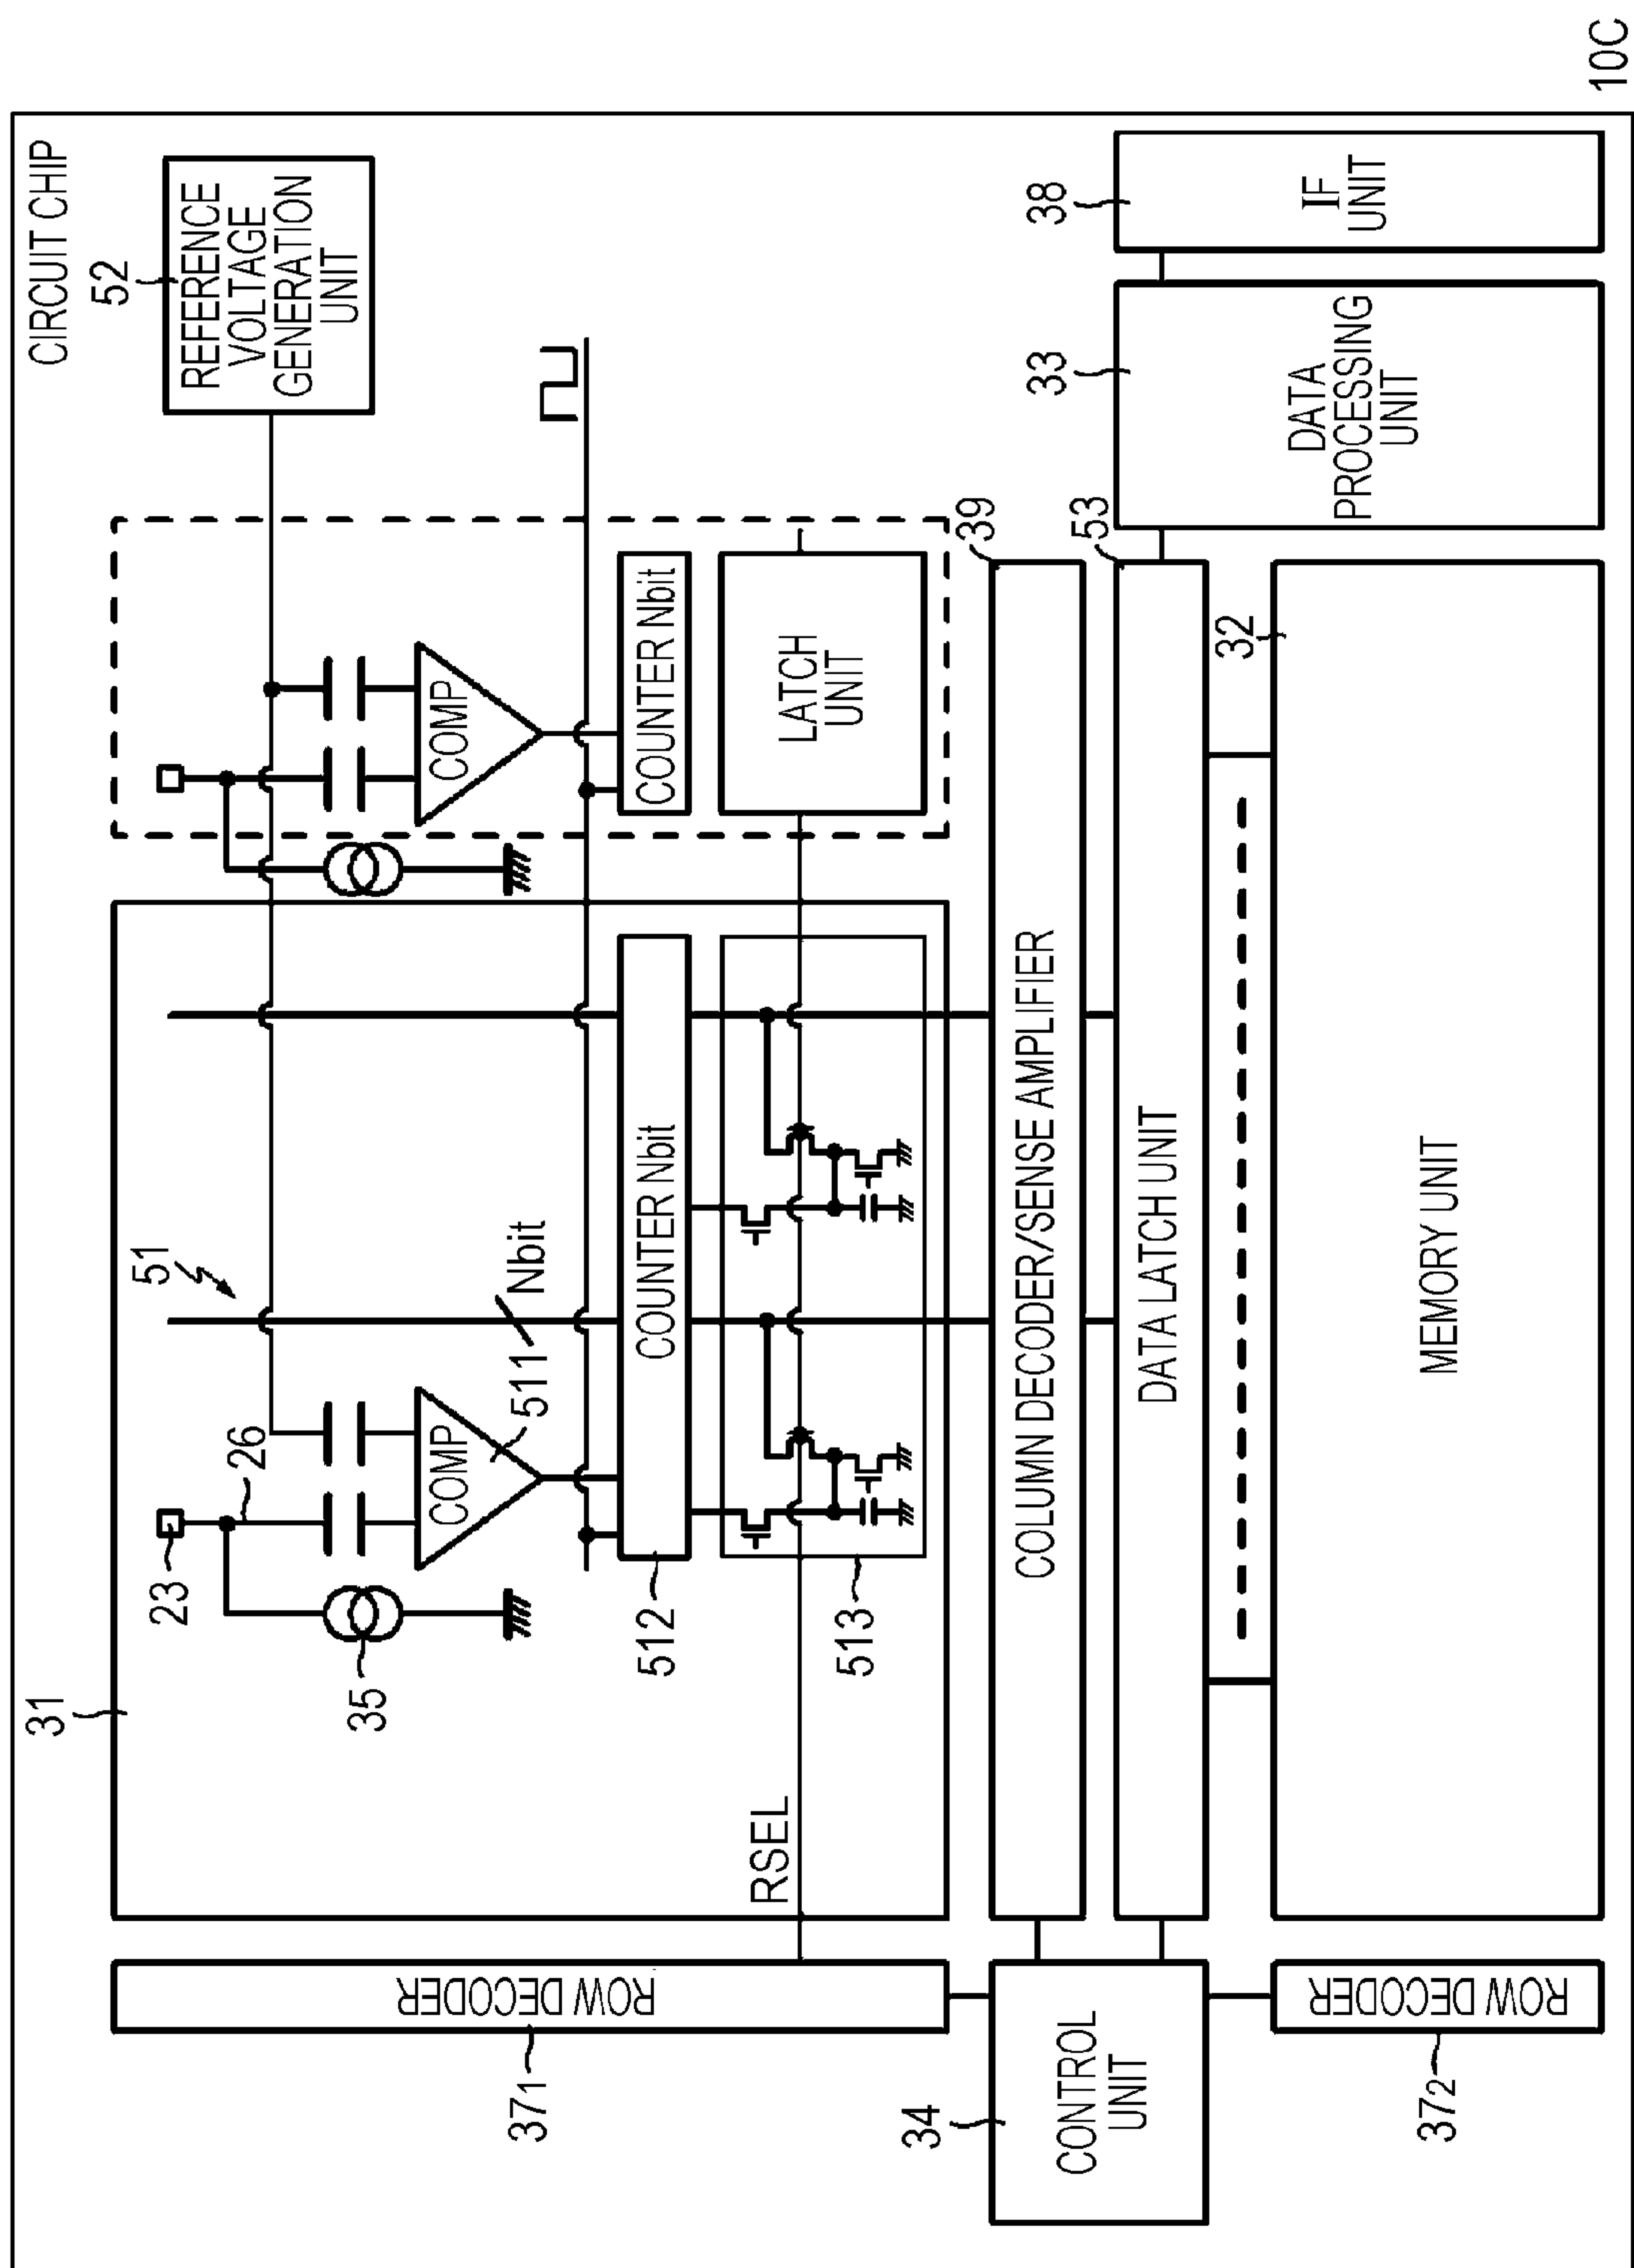 10C
CIRCUIT CHIP
31
51
52
REFERENCE
VOLTAGE
GENERATION
UNIT
23
26
35
COMP
511
Nbit
COMP
512
COUNTER Nbit
COUNTER Nbit
RSEL
513
LATCH
UNIT
ROW DECODER
371
39
COLUMN DECODER/SENSE AMPLIFIER
34
CONTROL
UNIT
53
DATA LATCH UNIT
33
DATA
PROCESSING
UNIT
38
IF
UNIT
32
MEMORY UNIT
ROW DECODER
372